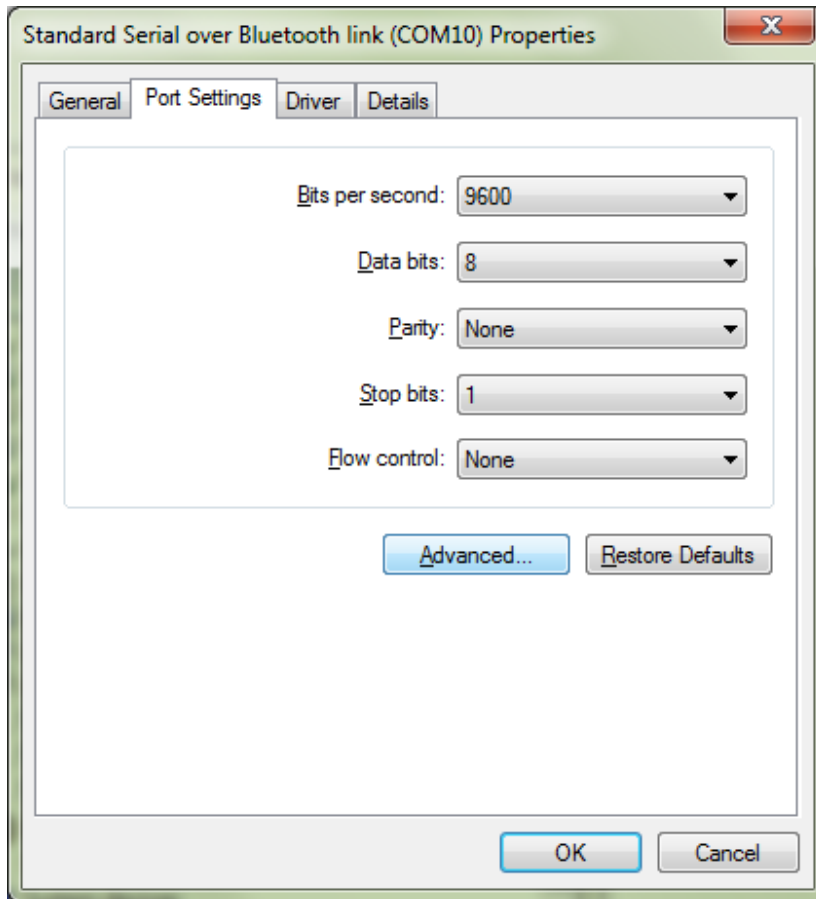 Standard Serial over Bluetooth link (COM10) Properties
General Port Settings Driver Details
Bits per second: 9600
Data bits: 8
Parity: None
Stop bits: 1
Flow control: None
Advanced... Restore Defaults
OK Cancel